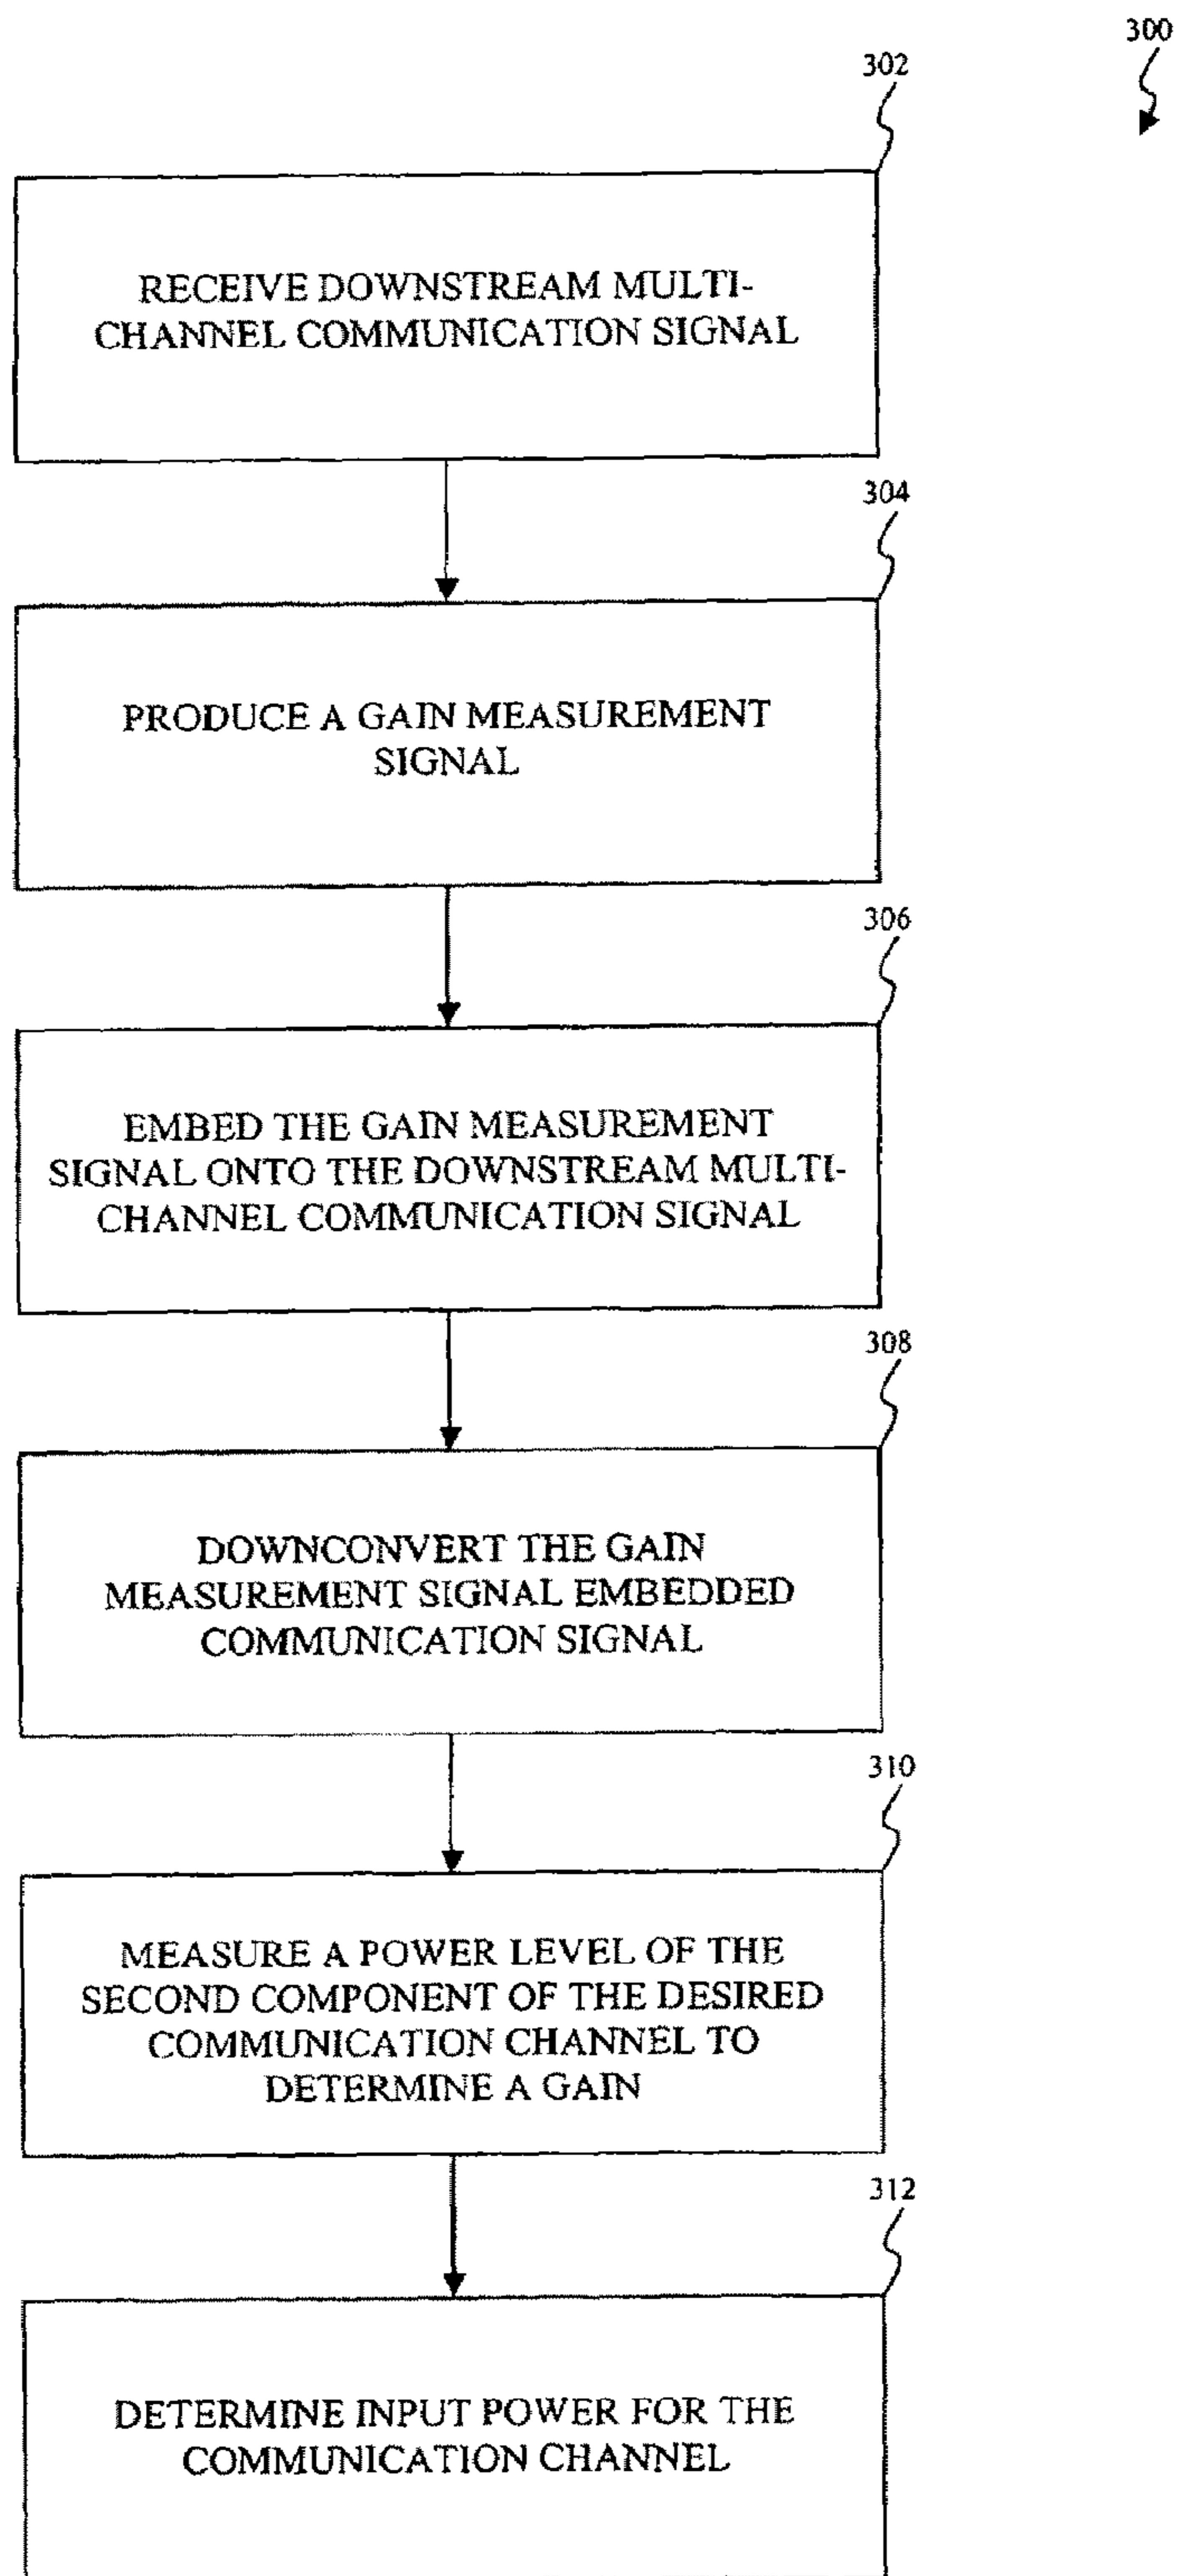 300
302
RECEIVE DOWNSTREAM MULTI-
CHANNEL COMMUNICATION SIGNAL
304
PRODUCE A GAIN MEASUREMENT
SIGNAL
306
EMBED THE GAIN MEASUREMENT
SIGNAL ONTO THE DOWNSTREAM MULTI-
CHANNEL COMMUNICATION SIGNAL
308
DOWNCONVERT THE GAIN
MEASUREMENT SIGNAL EMBEDDED
COMMUNICATION SIGNAL
310
MEASURE A POWER LEVEL OF THE
SECOND COMPONENT OF THE DESIRED
COMMUNICATION CHANNEL TO
DETERMINE A GAIN
312
DETERMINE INPUT POWER FOR THE
COMMUNICATION CHANNEL